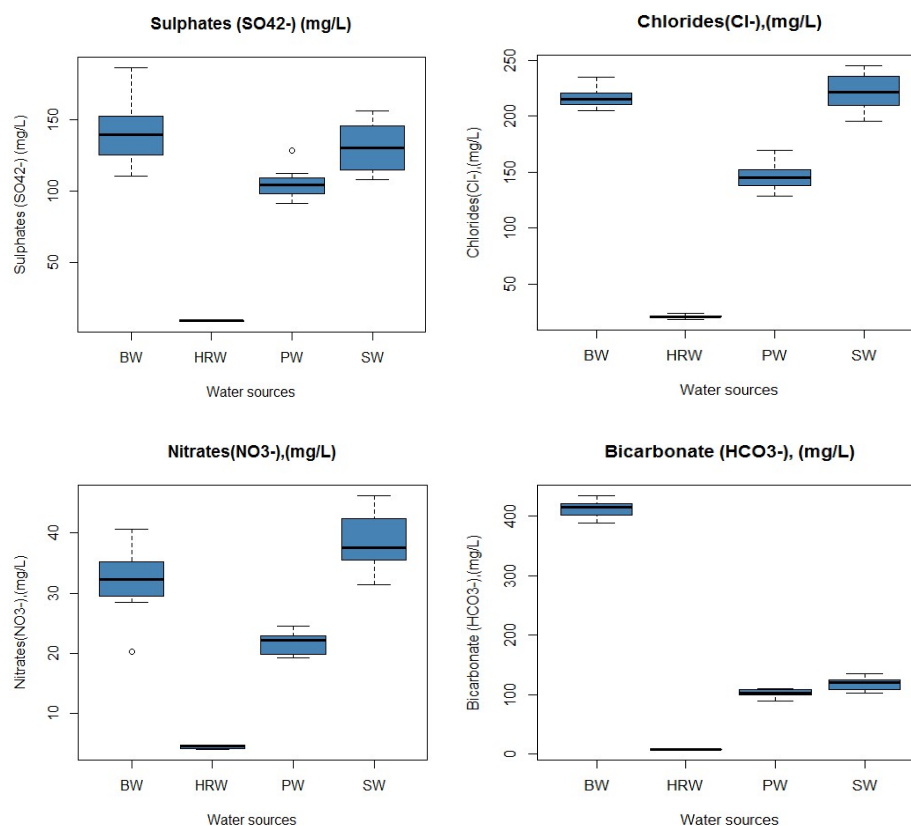 Sulphates (SO42-) (mg/L)
Sulphates (SO42-) (mg/L)
150
100
50
BW HRW PW SW
Water sources
Chlorides(Cl-),(mg/L)
Chlorides(Cl-),(mg/L)
250
200
150
100
50
BW HRW PW SW
Water sources
Nitrates(NO3-),(mg/L)
Nitrates(NO3-),(mg/L)
40
30
20
10
BW HRW PW SW
Water sources
Bicarbonate (HCO3-), (mg/L)
Bicarbonate (HCO3-),(mg/L)
400
300
200
100
0
BW HRW PW SW
Water sources